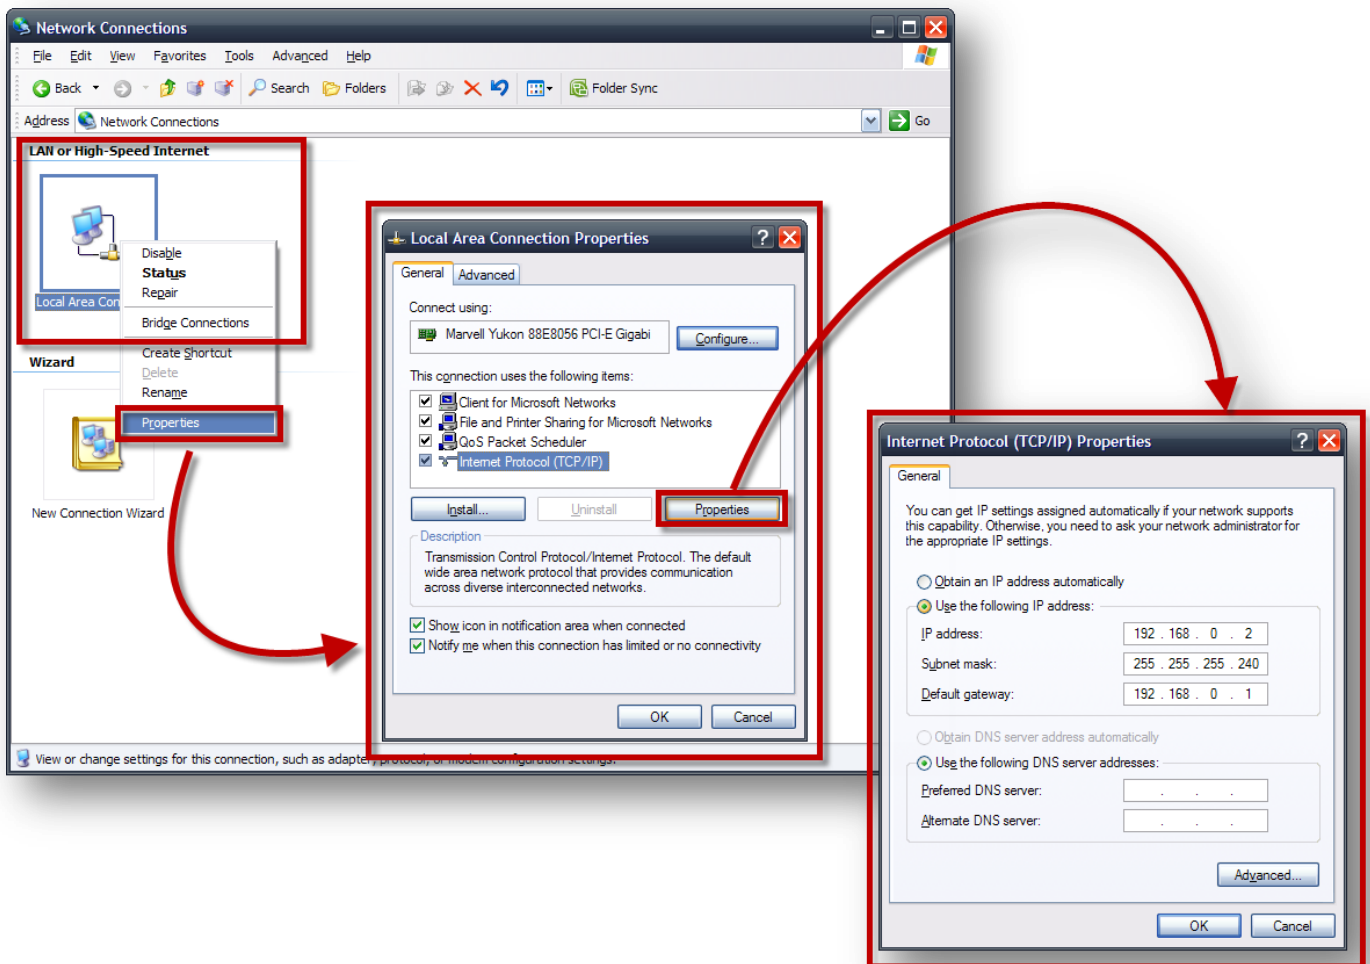 Network Connections
File Edit View Favorites Tools Advanced Help
Back Search Folders Folder Sync
Address Network Connections Go
LAN or High-Speed Internet
Local Area Con
Disable
Status
Repair
Bridge Connections
Create Shortcut
Delete
Rename
Properties
Wizard
New Connection Wizard
View or change settings for this connection, such as adapter, protocol, or modem configuration settings.
Local Area Connection Properties
General Advanced
Connect using:
Marvell Yukon 88E8056 PCI-E Gigabi Configure...
This connection uses the following items:
Client for Microsoft Networks
File and Printer Sharing for Microsoft Networks
QoS Packet Scheduler
Internet Protocol (TCP/IP)
Install... Uninstall Properties
Description
Transmission Control Protocol/Internet Protocol. The default
wide area network protocol that provides communication
across diverse interconnected networks.
Show icon in notification area when connected
Notify me when this connection has limited or no connectivity
OK Cancel
Internet Protocol (TCP/IP) Properties
General
You can get IP settings assigned automatically if your network supports
this capability. Otherwise, you need to ask your network administrator for
the appropriate IP settings.
Obtain an IP address automatically
Use the following IP address:
IP address: 192 . 168 . 0 . 2
Subnet mask: 255 . 255 . 255 . 240
Default gateway: 192 . 168 . 0 . 1
Obtain DNS server address automatically
Use the following DNS server addresses:
Preferred DNS server: . . .
Alternate DNS server: . . .
Advanced...
OK Cancel